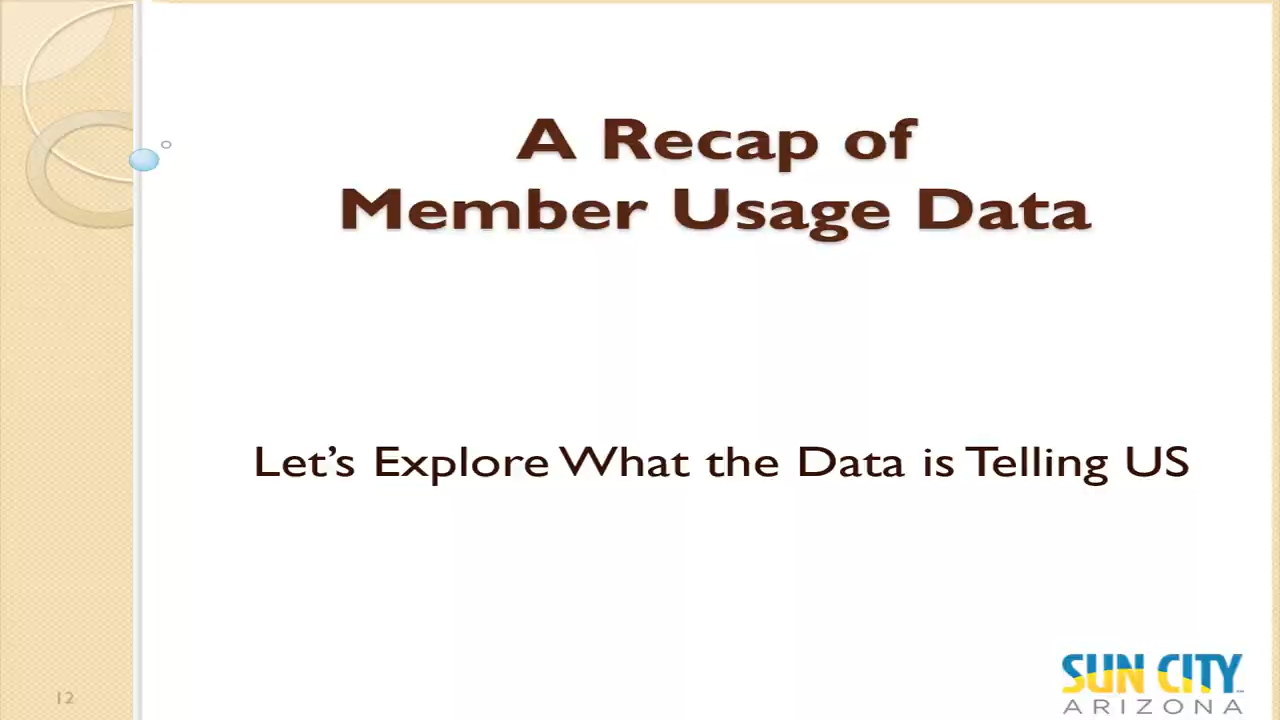 A Recap of
Member Usage Data
Let's Explore What the Data is Telling US
12
SUN CITY
ARIZONA